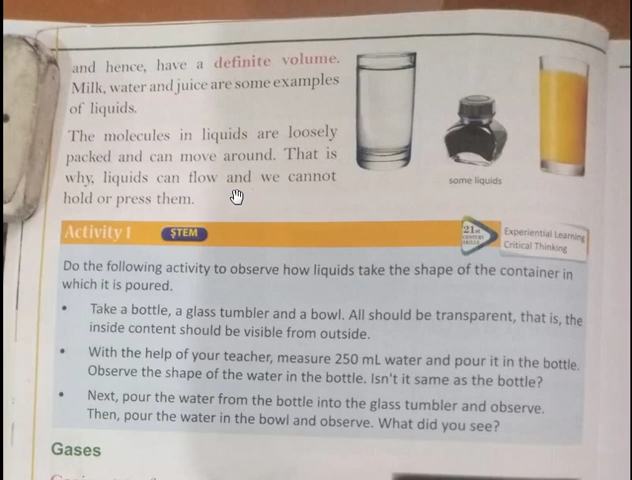 and hence, have a definite volume.
Milk, water and juice are some examples
of liquids.
The molecules in liquids are loosely
packed and can move around. That is
why, liquids can flow and we cannot
hold or press them.
some liquids
Activity 1
STEM
21st
CENTURY
SKILLS
Experiential Learning
Critical Thinking
Do the following activity to observe how liquids take the shape of the container in
which it is poured.
• Take a bottle, a glass tumbler and a bowl. All should be transparent, that is, the
inside content should be visible from outside.
• With the help of your teacher, measure 250 mL water and pour it in the bottle.
Observe the shape of the water in the bottle. Isn't it same as the bottle?
• Next, pour the water from the bottle into the glass tumbler and observe.
Then, pour the water in the bowl and observe. What did you see?
Gases